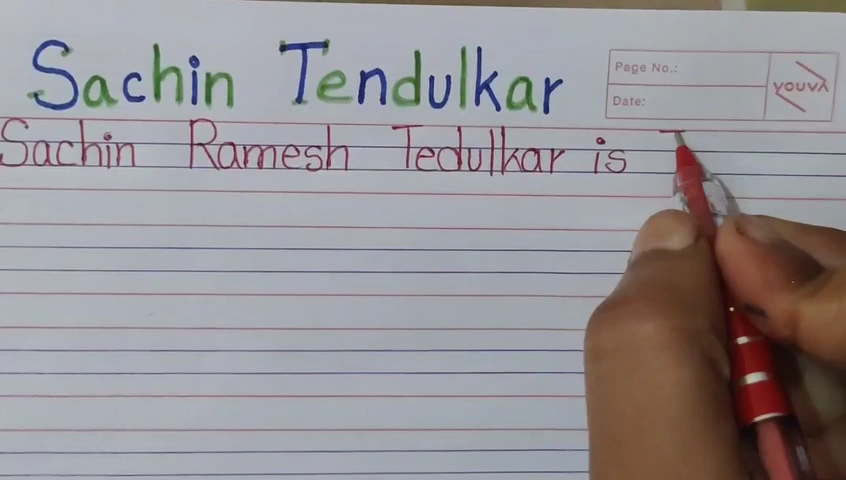 Sachin Tendulkar
Page No.:
Date:
youva
Sachin Ramesh Tedulkar is